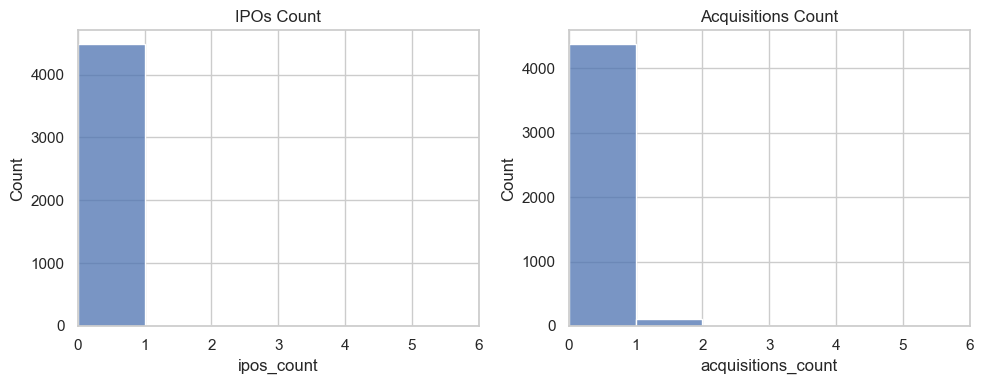 IPOs Count
Count
4000
3000
2000
1000
0
0 1 2 3 4 5 6
ipos_count
Acquisitions Count
Count
4000
3000
2000
1000
0
0 1 2 3 4 5 6
acquisitions_count